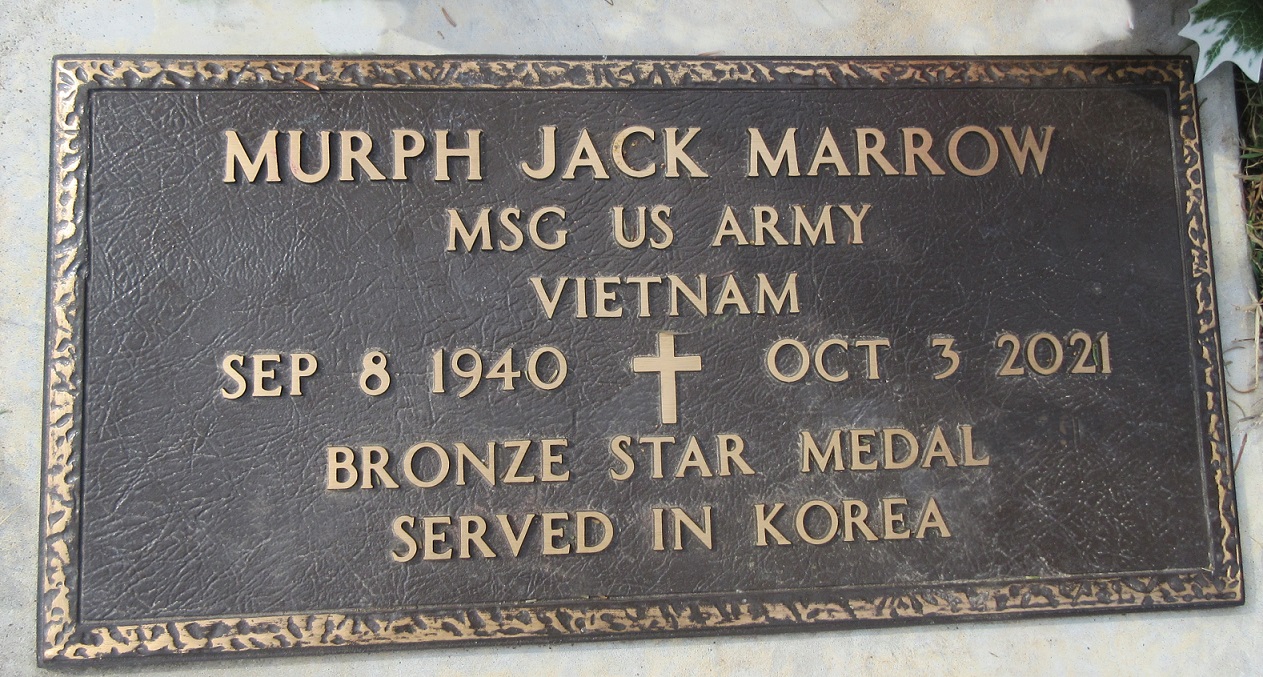 MURPH JACK MARROW
MSG US ARMY
VIETNAM
SEP 8 1940 OCT 3 2021
BRONZE STAR MEDAL
SERVED IN KOREA